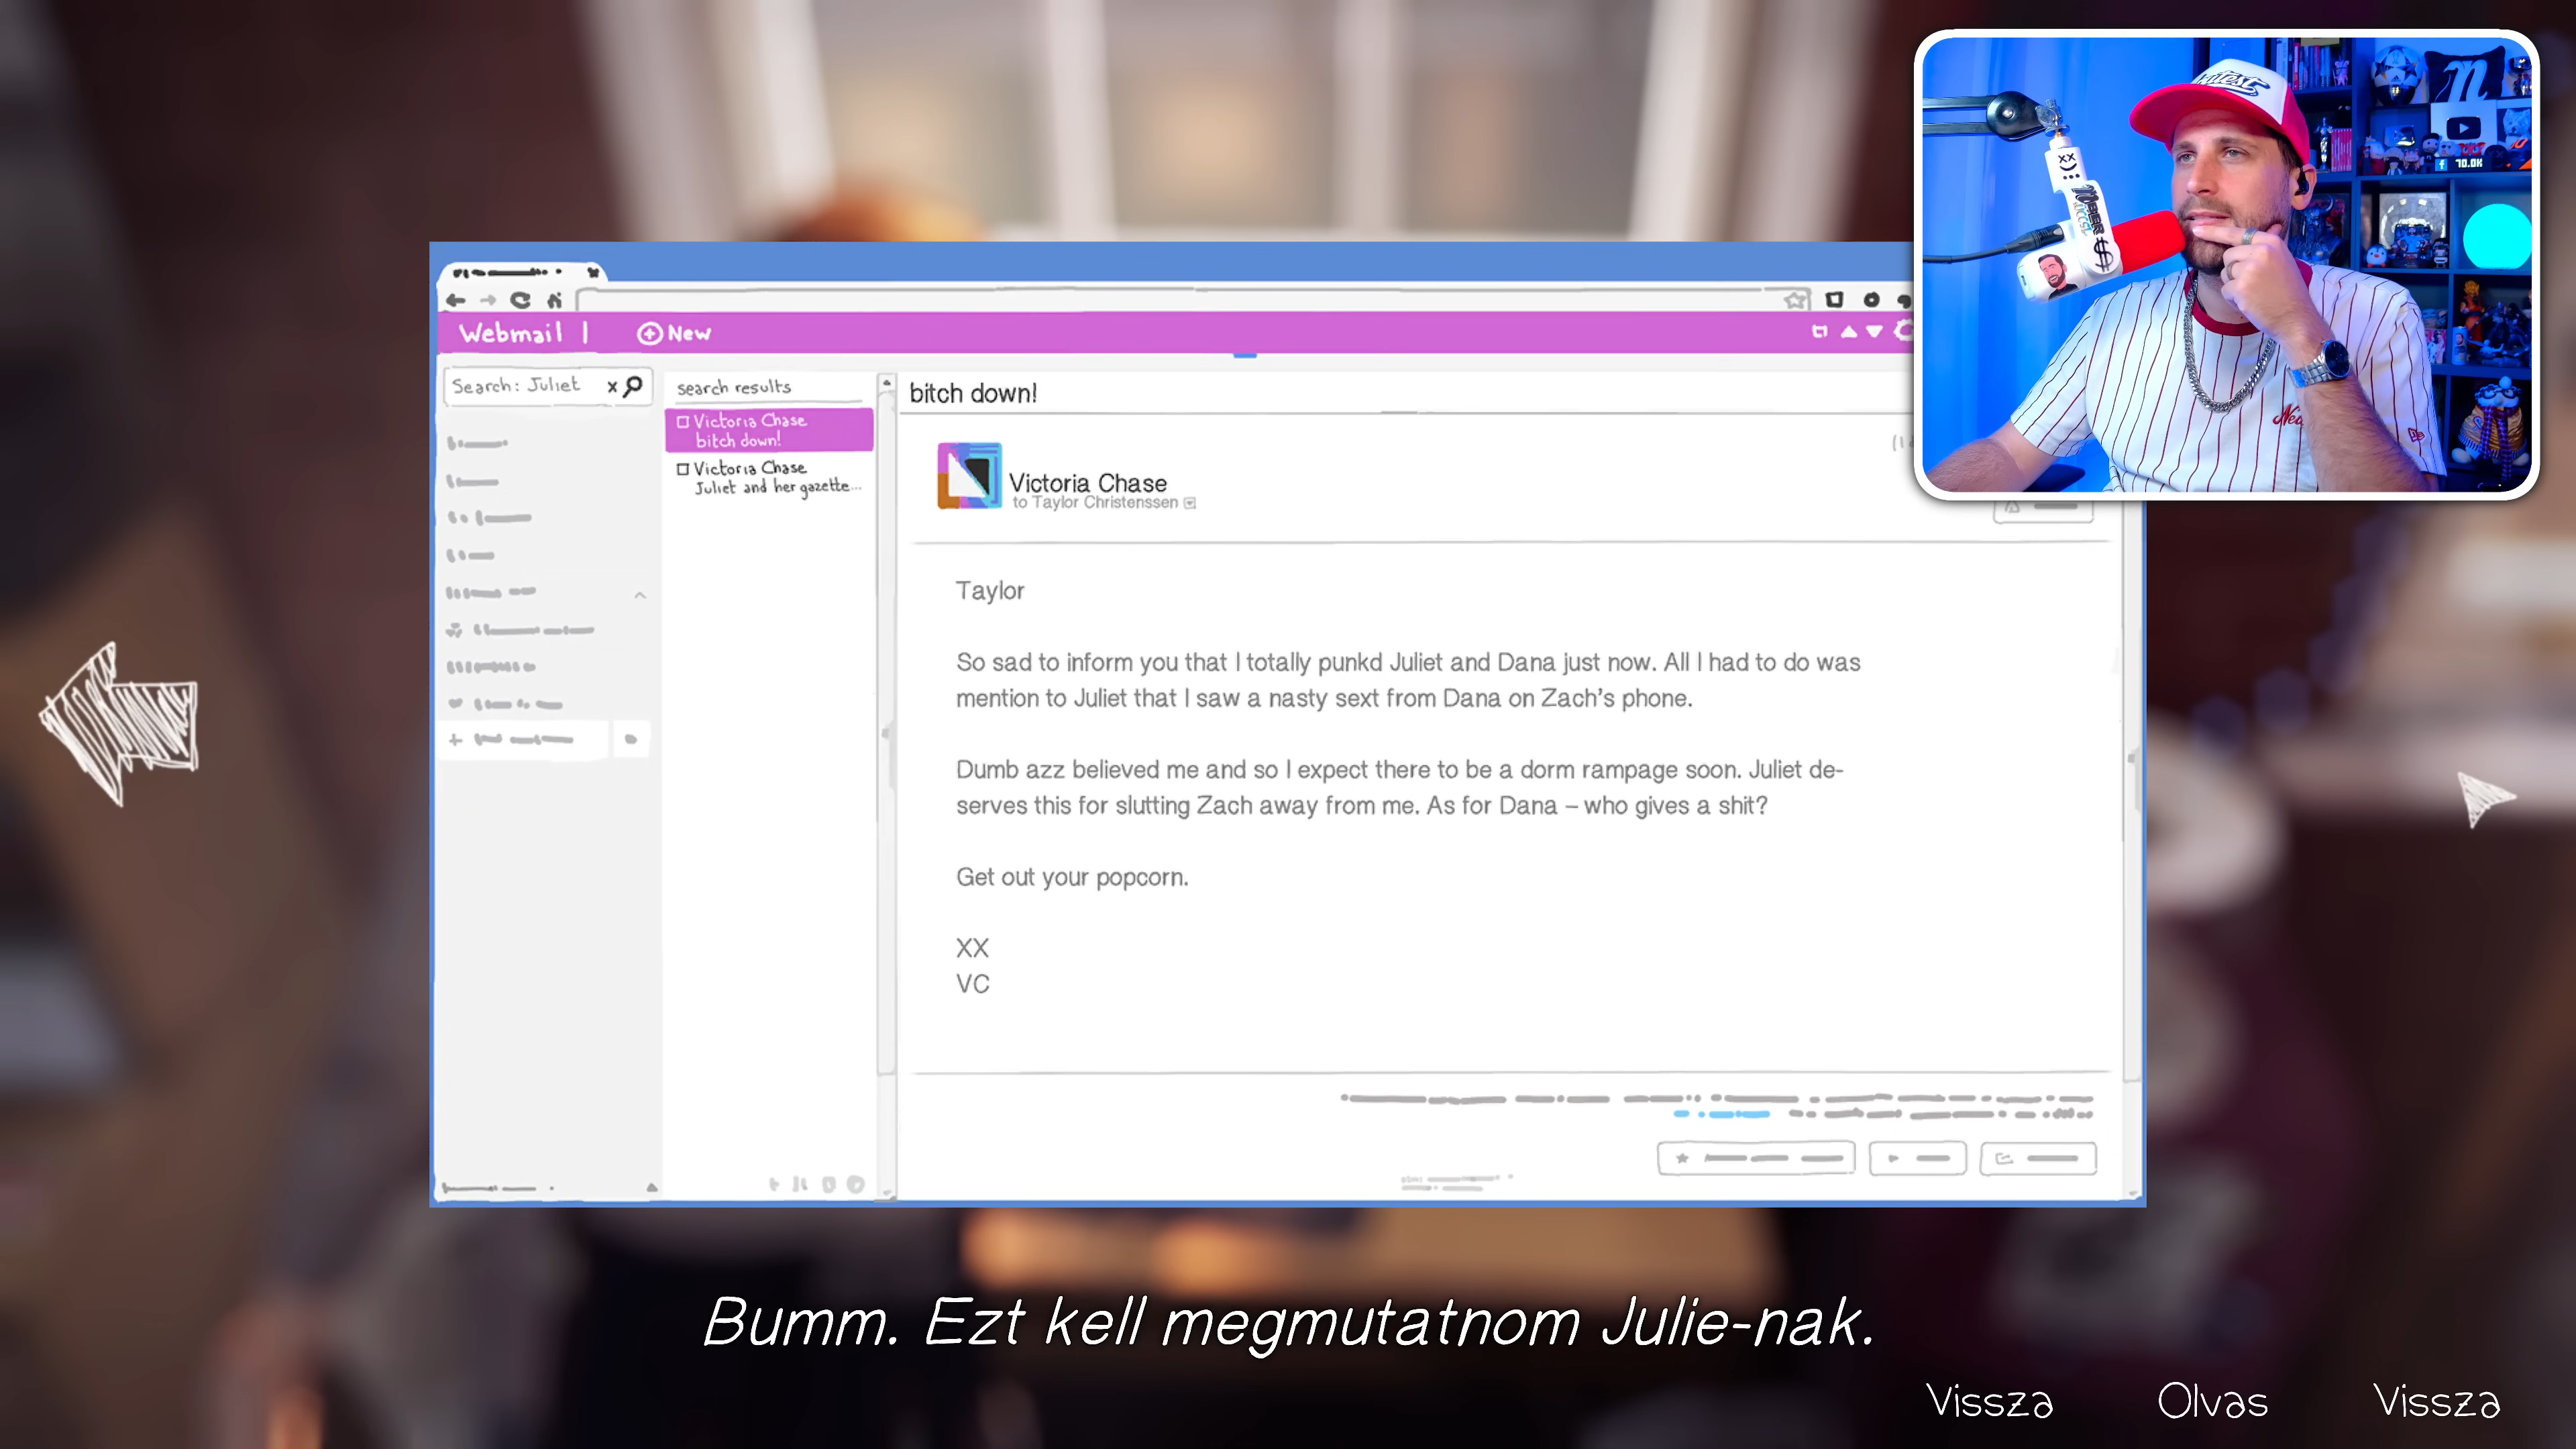 Webmail |
New
Search: Juliet x
search results
Victoria Chase
bitch down!
Victoria Chase
Juliet and her gazette...
bitch down!
Victoria Chase
to Taylor Christenssen
Taylor
So sad to inform you that I totally punkd Juliet and Dana just now. All I had to do was
mention to Juliet that I saw a nasty sext from Dana on Zach's phone.
Dumb azz believed me and so I expect there to be a dorm rampage soon. Juliet de-
serves this for slutting Zach away from me. As for Dana – who gives a shit?
Get out your popcorn.
XX
VC
70.0K
Bumm. Ezt kell megmutatnom Julie-nak.
Vissza
Olvas
Vissza